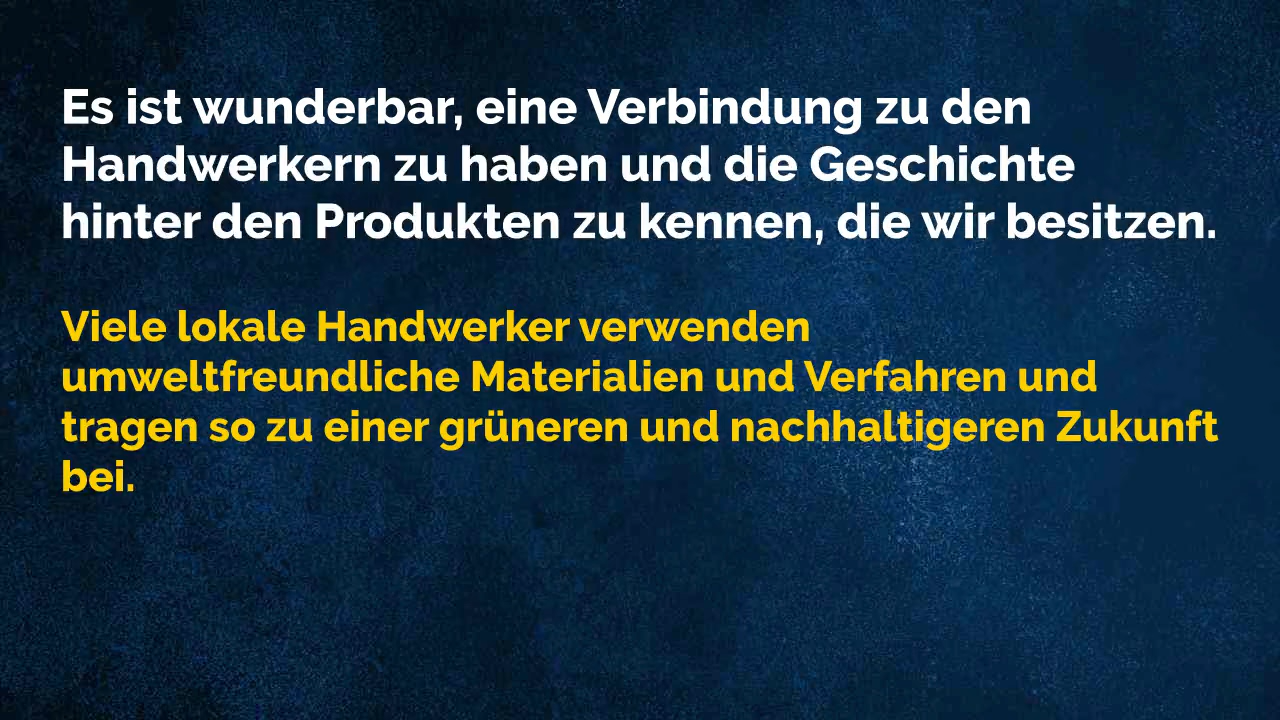 Es ist wunderbar, eine Verbindung zu den
Handwerkern zu haben und die Geschichte
hinter den Produkten zu kennen, die wir besitzen.
Viele lokale Handwerker verwenden
umweltfreundliche Materialien und Verfahren und
tragen so zu einer grüneren und nachhaltigeren Zukunft
bei.